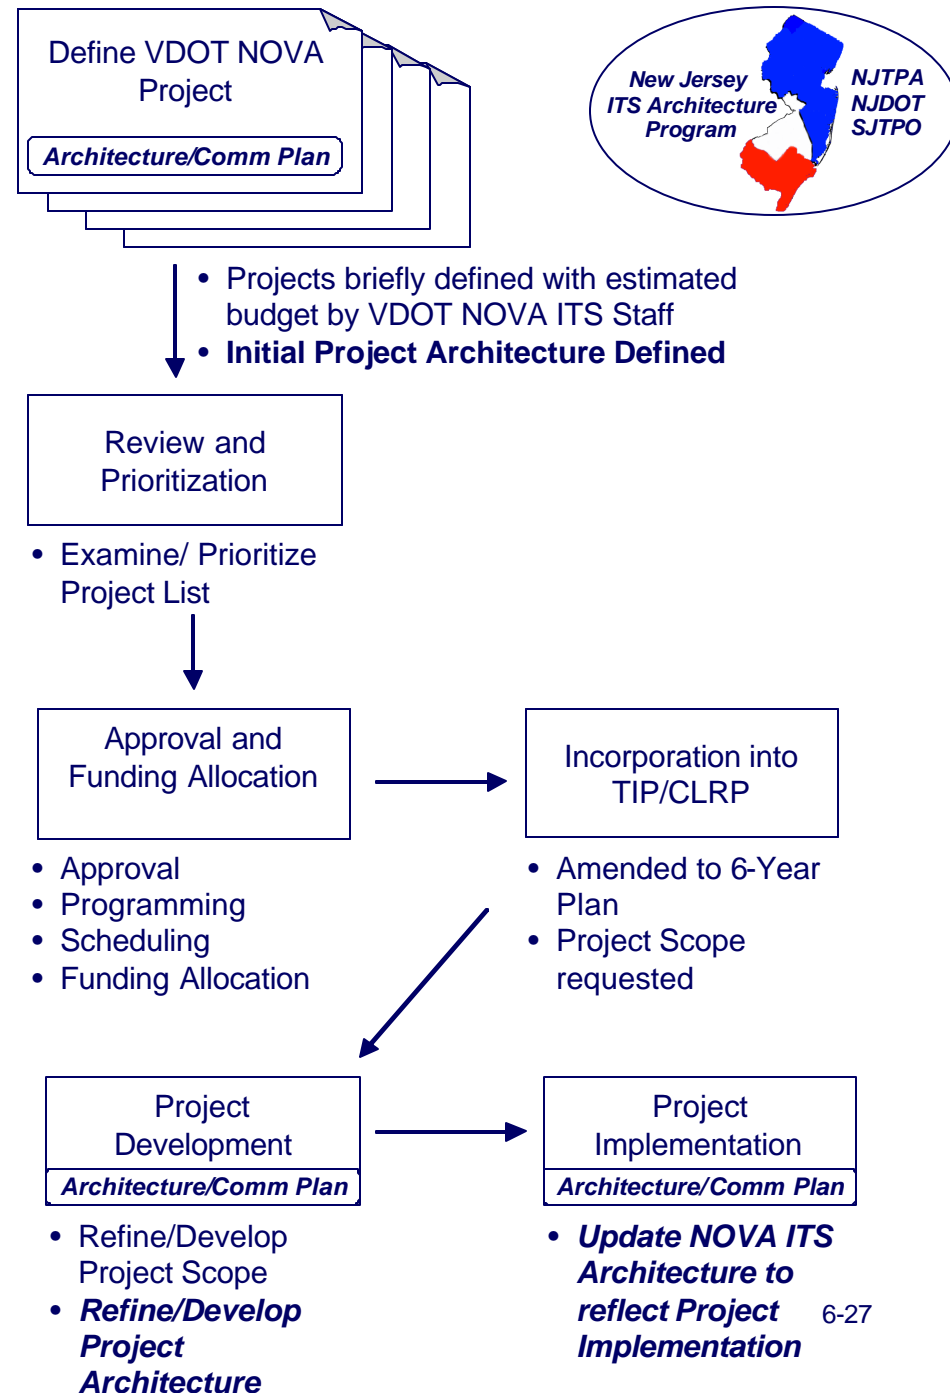 Define VDOT NOVA
Project
Architecture/Comm Plan
New Jersey
ITS Architecture
Program
NJTPA
NJDOT
SJTPO
• Projects briefly defined with estimated
budget by VDOT NOVA ITS Staff
• Initial Project Architecture Defined
Review and
Prioritization
• Examine/ Prioritize
Project List
Approval and
Funding Allocation
• Approval
• Programming
• Scheduling
• Funding Allocation
Incorporation into
TIP/CLRP
• Amended to 6-Year
Plan
• Project Scope
requested
Project
Development
Architecture/Comm Plan
• Refine/Develop
Project Scope
• Refine/Develop
Project
Architecture
Project
Implementation
Architecture/Comm Plan
• Update NOVA ITS
Architecture to
reflect Project
Implementation
6-27